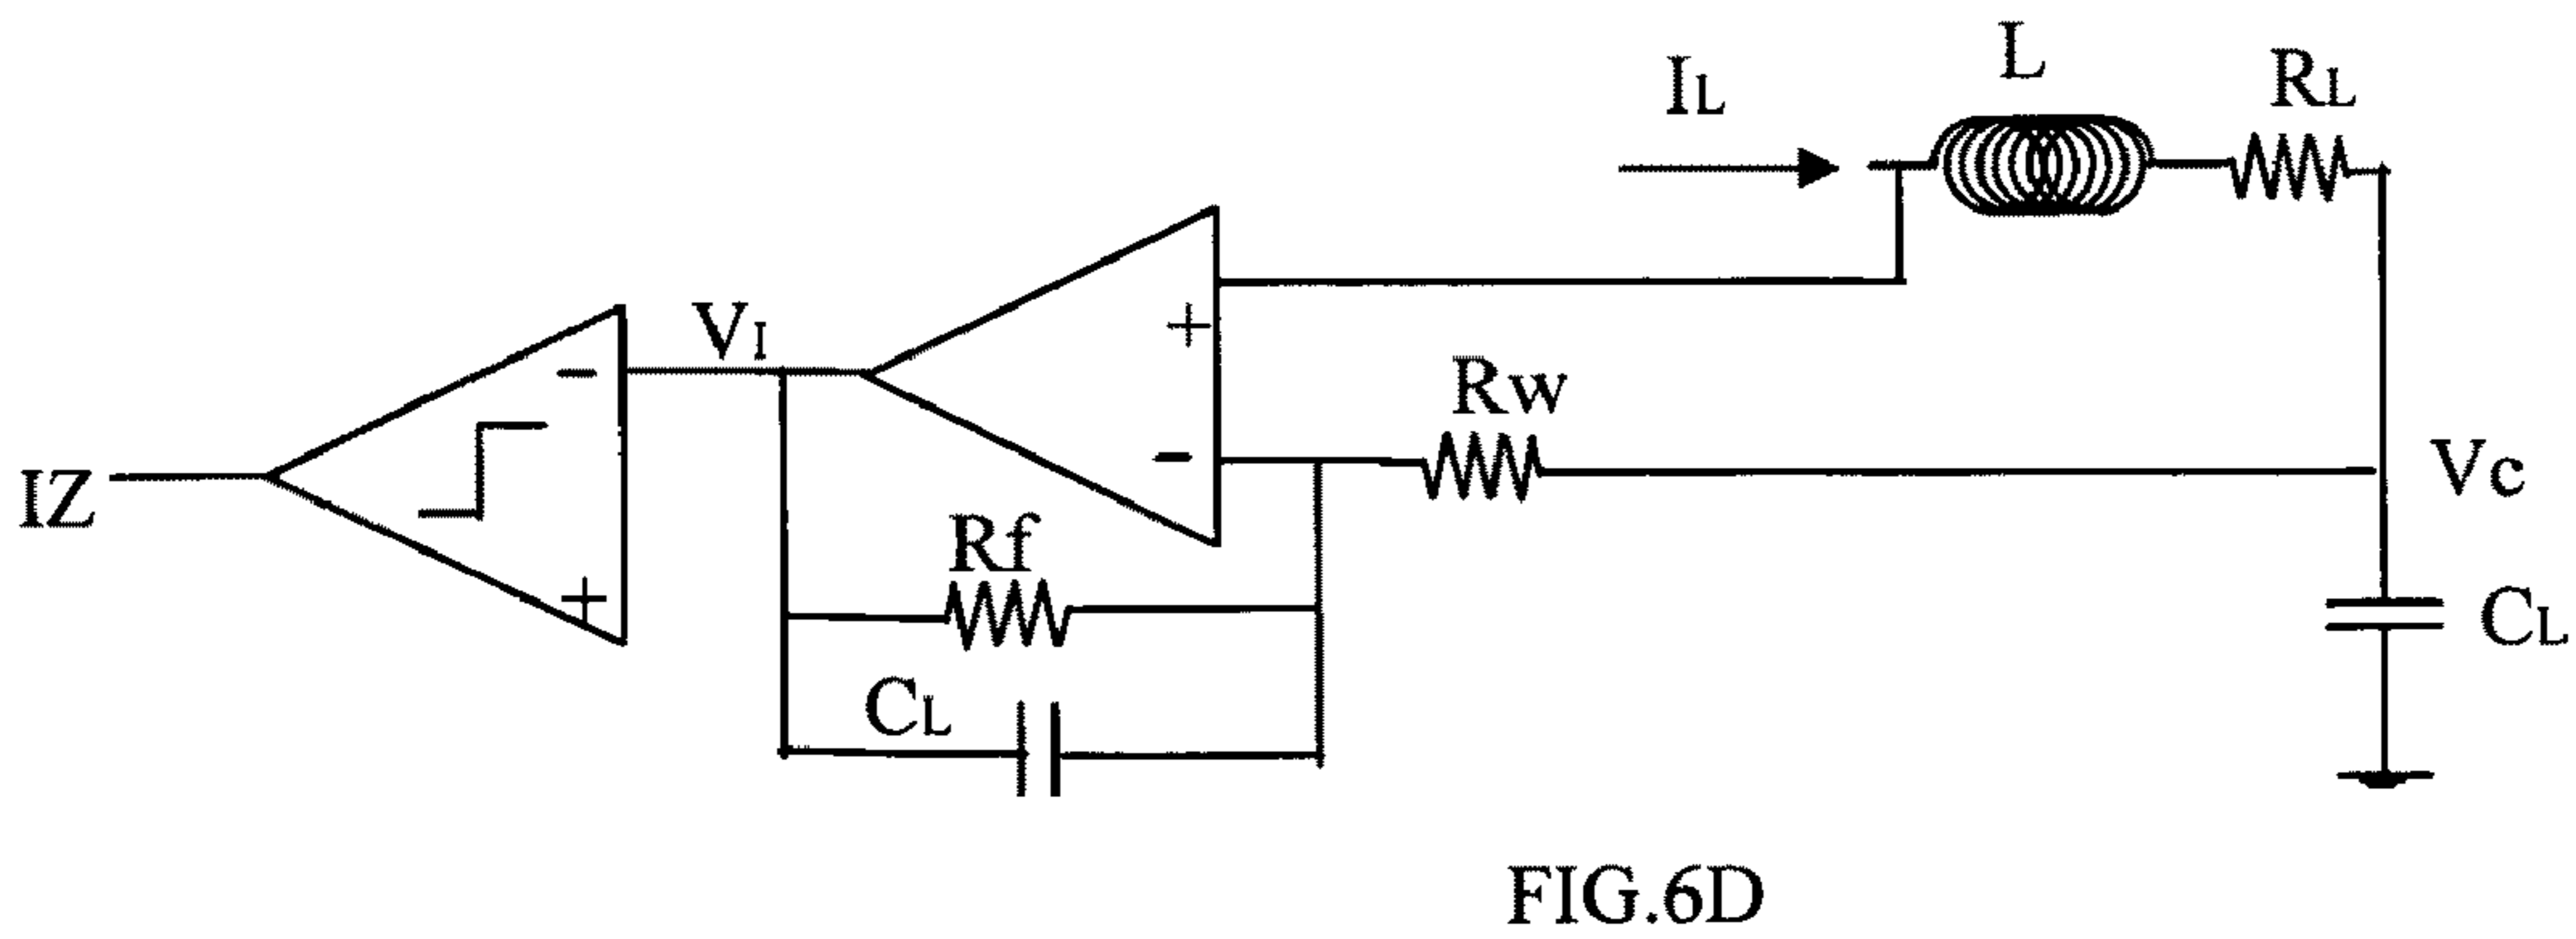 IL
L
RL
VI
+
-
Rw
-
IZ
+
Vc
Rf
CL
CL
FIG.6D